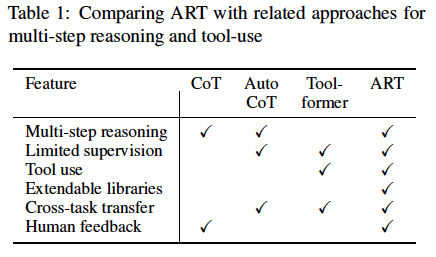 Table 1: Comparing ART with related approaches for
multi-step reasoning and tool-use
Feature CoT Auto CoT Tool-former ART
Multi-step reasoning ✓ ✓ ✓
Limited supervision ✓ ✓ ✓
Tool use ✓ ✓
Extendable libraries ✓
Cross-task transfer ✓ ✓ ✓
Human feedback ✓ ✓